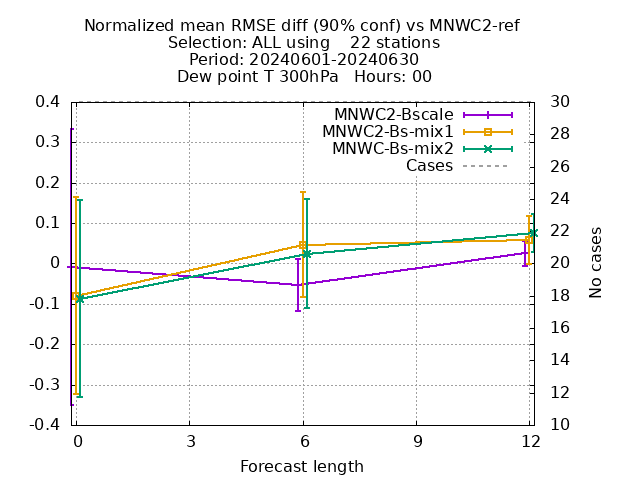 Normalized mean RMSE diff (90% conf) vs MNWC2-ref
Selection: ALL using    22 stations
Period: 20240601-20240630
Dew point T 300hPa   Hours: 00
MNWC2-Bscale
MNWC2-Bs-mix1
MNWC-Bs-mix2
Cases
0.4
0.3
0.2
0.1
0
-0.1
-0.2
-0.3
-0.4
30
28
26
24
22
20
18
16
14
12
10
No cases
0 3 6 9 12
Forecast length